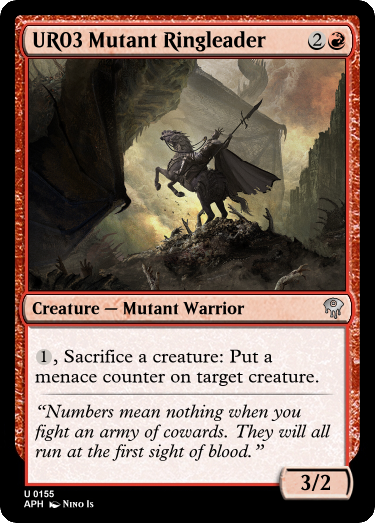 UR03 Mutant Ringleader 2
Creature — Mutant Warrior
1, Sacrifice a creature: Put a
menace counter on target creature.
“Numbers mean nothing when you
fight an army of cowards. They will all
run at the first sight of blood.”
3/2
U 0155
APH Nino Is